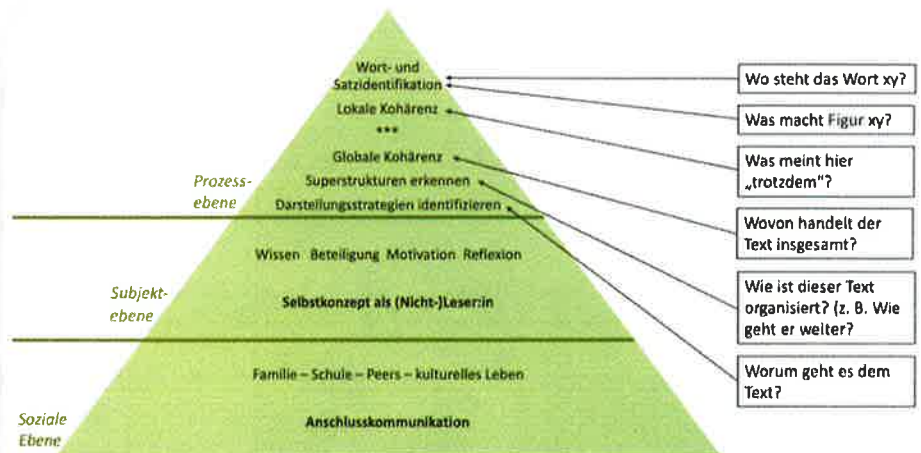 Wort- und
Satzidentifikation
Lokale Kohärenz
***
Globale Kohärenz
Prozess-
ebene
Superstrukturen erkennen
Darstellungsstrategien identifizieren
Wissen Beteiligung Motivation Reflexion
Subjekt-
ebene
Selbstkonzept als (Nicht-)Leser:in
Familie – Schule – Peers – kulturelles Leben
Soziale
Ebene
Anschlusskommunikation
Wo steht das Wort xy?
Was macht Figur xy?
Was meint hier
„trotzdem"?
Wovon handelt der
Text insgesamt?
Wie ist dieser Text
organisiert? (z. B. Wie
geht er weiter?
Worum geht es dem
Text?